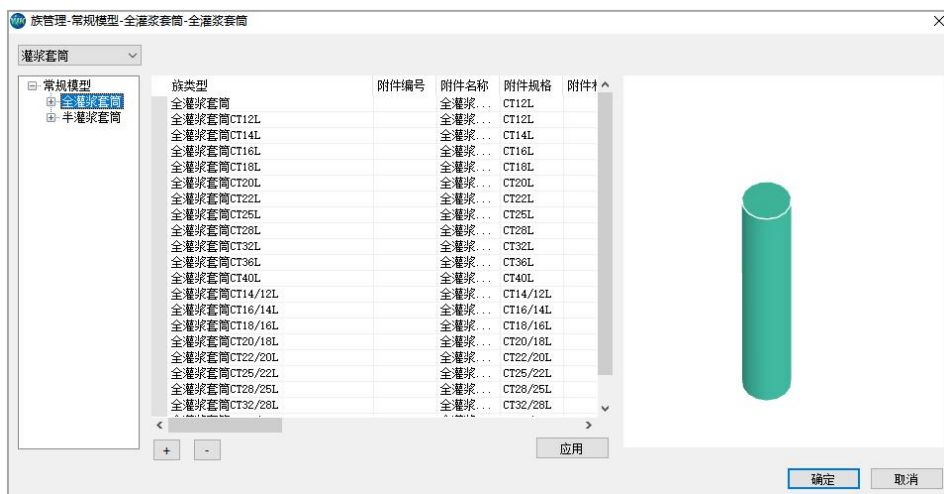 YJK 族管理-常规模型-全灌浆套筒-全灌浆套筒
灌浆套筒
常规模型
全灌浆套筒
半灌浆套筒
族类型 附件编号 附件名称 附件规格
全灌浆套筒 全灌浆... CT12L
全灌浆套筒CT12L 全灌浆... CT12L
全灌浆套筒CT14L 全灌浆... CT14L
全灌浆套筒CT16L 全灌浆... CT16L
全灌浆套筒CT18L 全灌浆... CT18L
全灌浆套筒CT20L 全灌浆... CT20L
全灌浆套筒CT22L 全灌浆... CT22L
全灌浆套筒CT25L 全灌浆... CT25L
全灌浆套筒CT28L 全灌浆... CT28L
全灌浆套筒CT32L 全灌浆... CT32L
全灌浆套筒CT36L 全灌浆... CT36L
全灌浆套筒CT40L 全灌浆... CT40L
全灌浆套筒CT14/12L 全灌浆... CT14/12L
全灌浆套筒CT16/14L 全灌浆... CT16/14L
全灌浆套筒CT18/16L 全灌浆... CT18/16L
全灌浆套筒CT20/18L 全灌浆... CT20/18L
全灌浆套筒CT22/20L 全灌浆... CT22/20L
全灌浆套筒CT25/22L 全灌浆... CT25/22L
全灌浆套筒CT28/25L 全灌浆... CT28/25L
全灌浆套筒CT32/28L 全灌浆... CT32/28L
+ - 应用
确定 取消